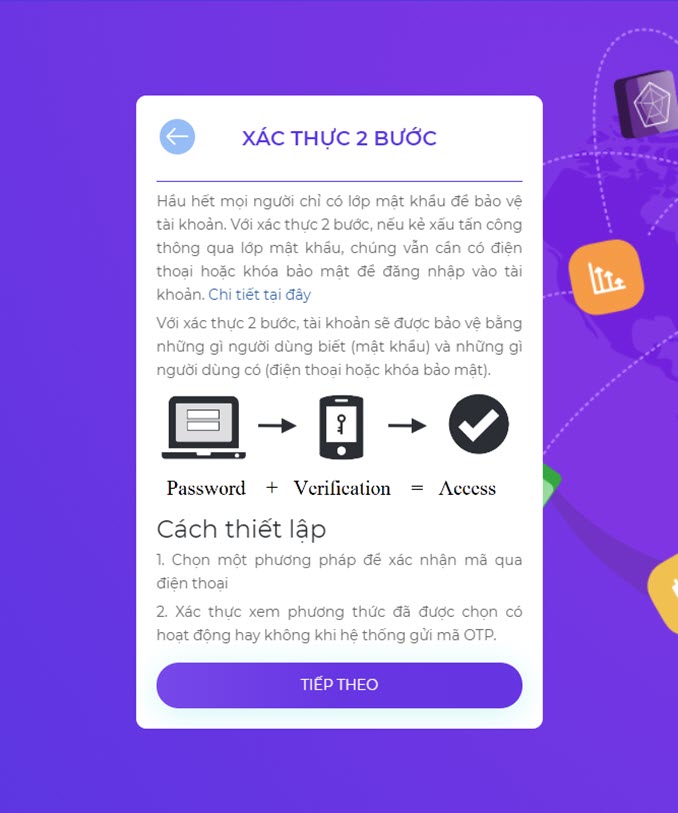 XÁC THỰC 2 BƯỚC
Hầu hết mọi người chỉ có lớp mật khẩu để bảo vệ
tài khoản. Với xác thực 2 bước, nếu kẻ xấu tấn công
thông qua lớp mật khẩu, chúng vẫn cần có điện
thoại hoặc khóa bảo mật để đăng nhập vào tài
khoản. Chi tiết tại đây
Với xác thực 2 bước, tài khoản sẽ được bảo vệ bằng
những gì người dùng biết (mật khẩu) và những gì
người dùng có (điện thoại hoặc khóa bảo mật).
Password + Verification = Access
Cách thiết lập
1. Chọn một phương pháp để xác nhận mã qua
điện thoại
2. Xác thực xem phương thức đã được chọn có
hoạt động hay không khi hệ thống gửi mã OTP.
TIẾP THEO